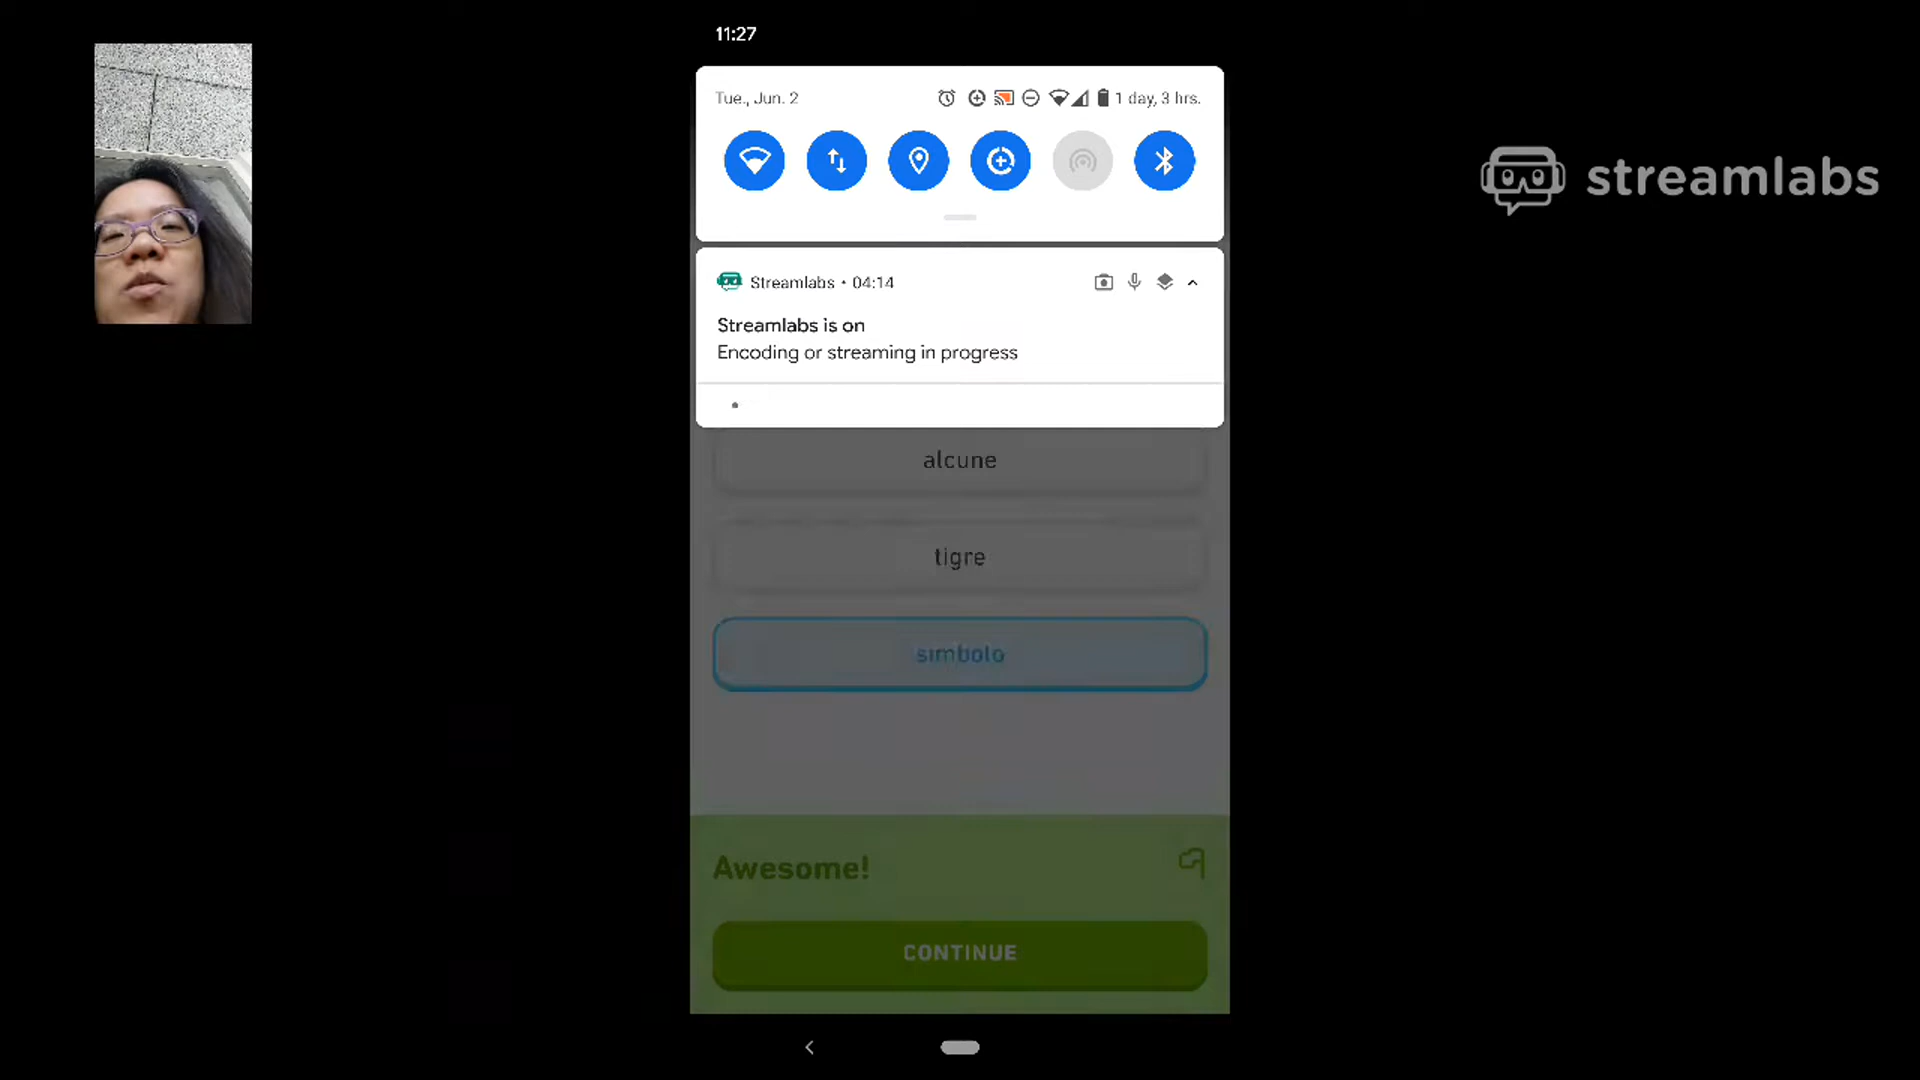 11:27
Tue., Jun. 2
1 day, 3 hrs.
streamlabs
Streamlabs • 04:14
Streamlabs is on
Encoding or streaming in progress
alcune
tigre
simbolo
Awesome!
CONTINUE